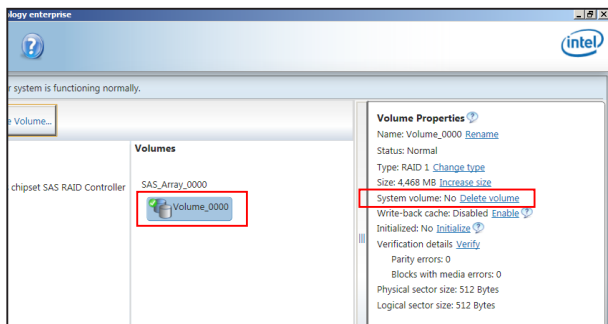 ology enterprise
intel
r system is functioning normally.
e Volume...
Volumes
chipset SAS RAID Controller
SAS_Array_0000
Volume_0000
Volume Properties
Name: Volume_0000 Rename
Status: Normal
Type: RAID 1 Change type
Size: 4,468 MB Increase size
System volume: No Delete volume
Write-back cache: Disabled Enable
Initialized: No Initialize
Verification details Verify
Parity errors: 0
Blocks with media errors: 0
Physical sector size: 512 Bytes
Logical sector size: 512 Bytes